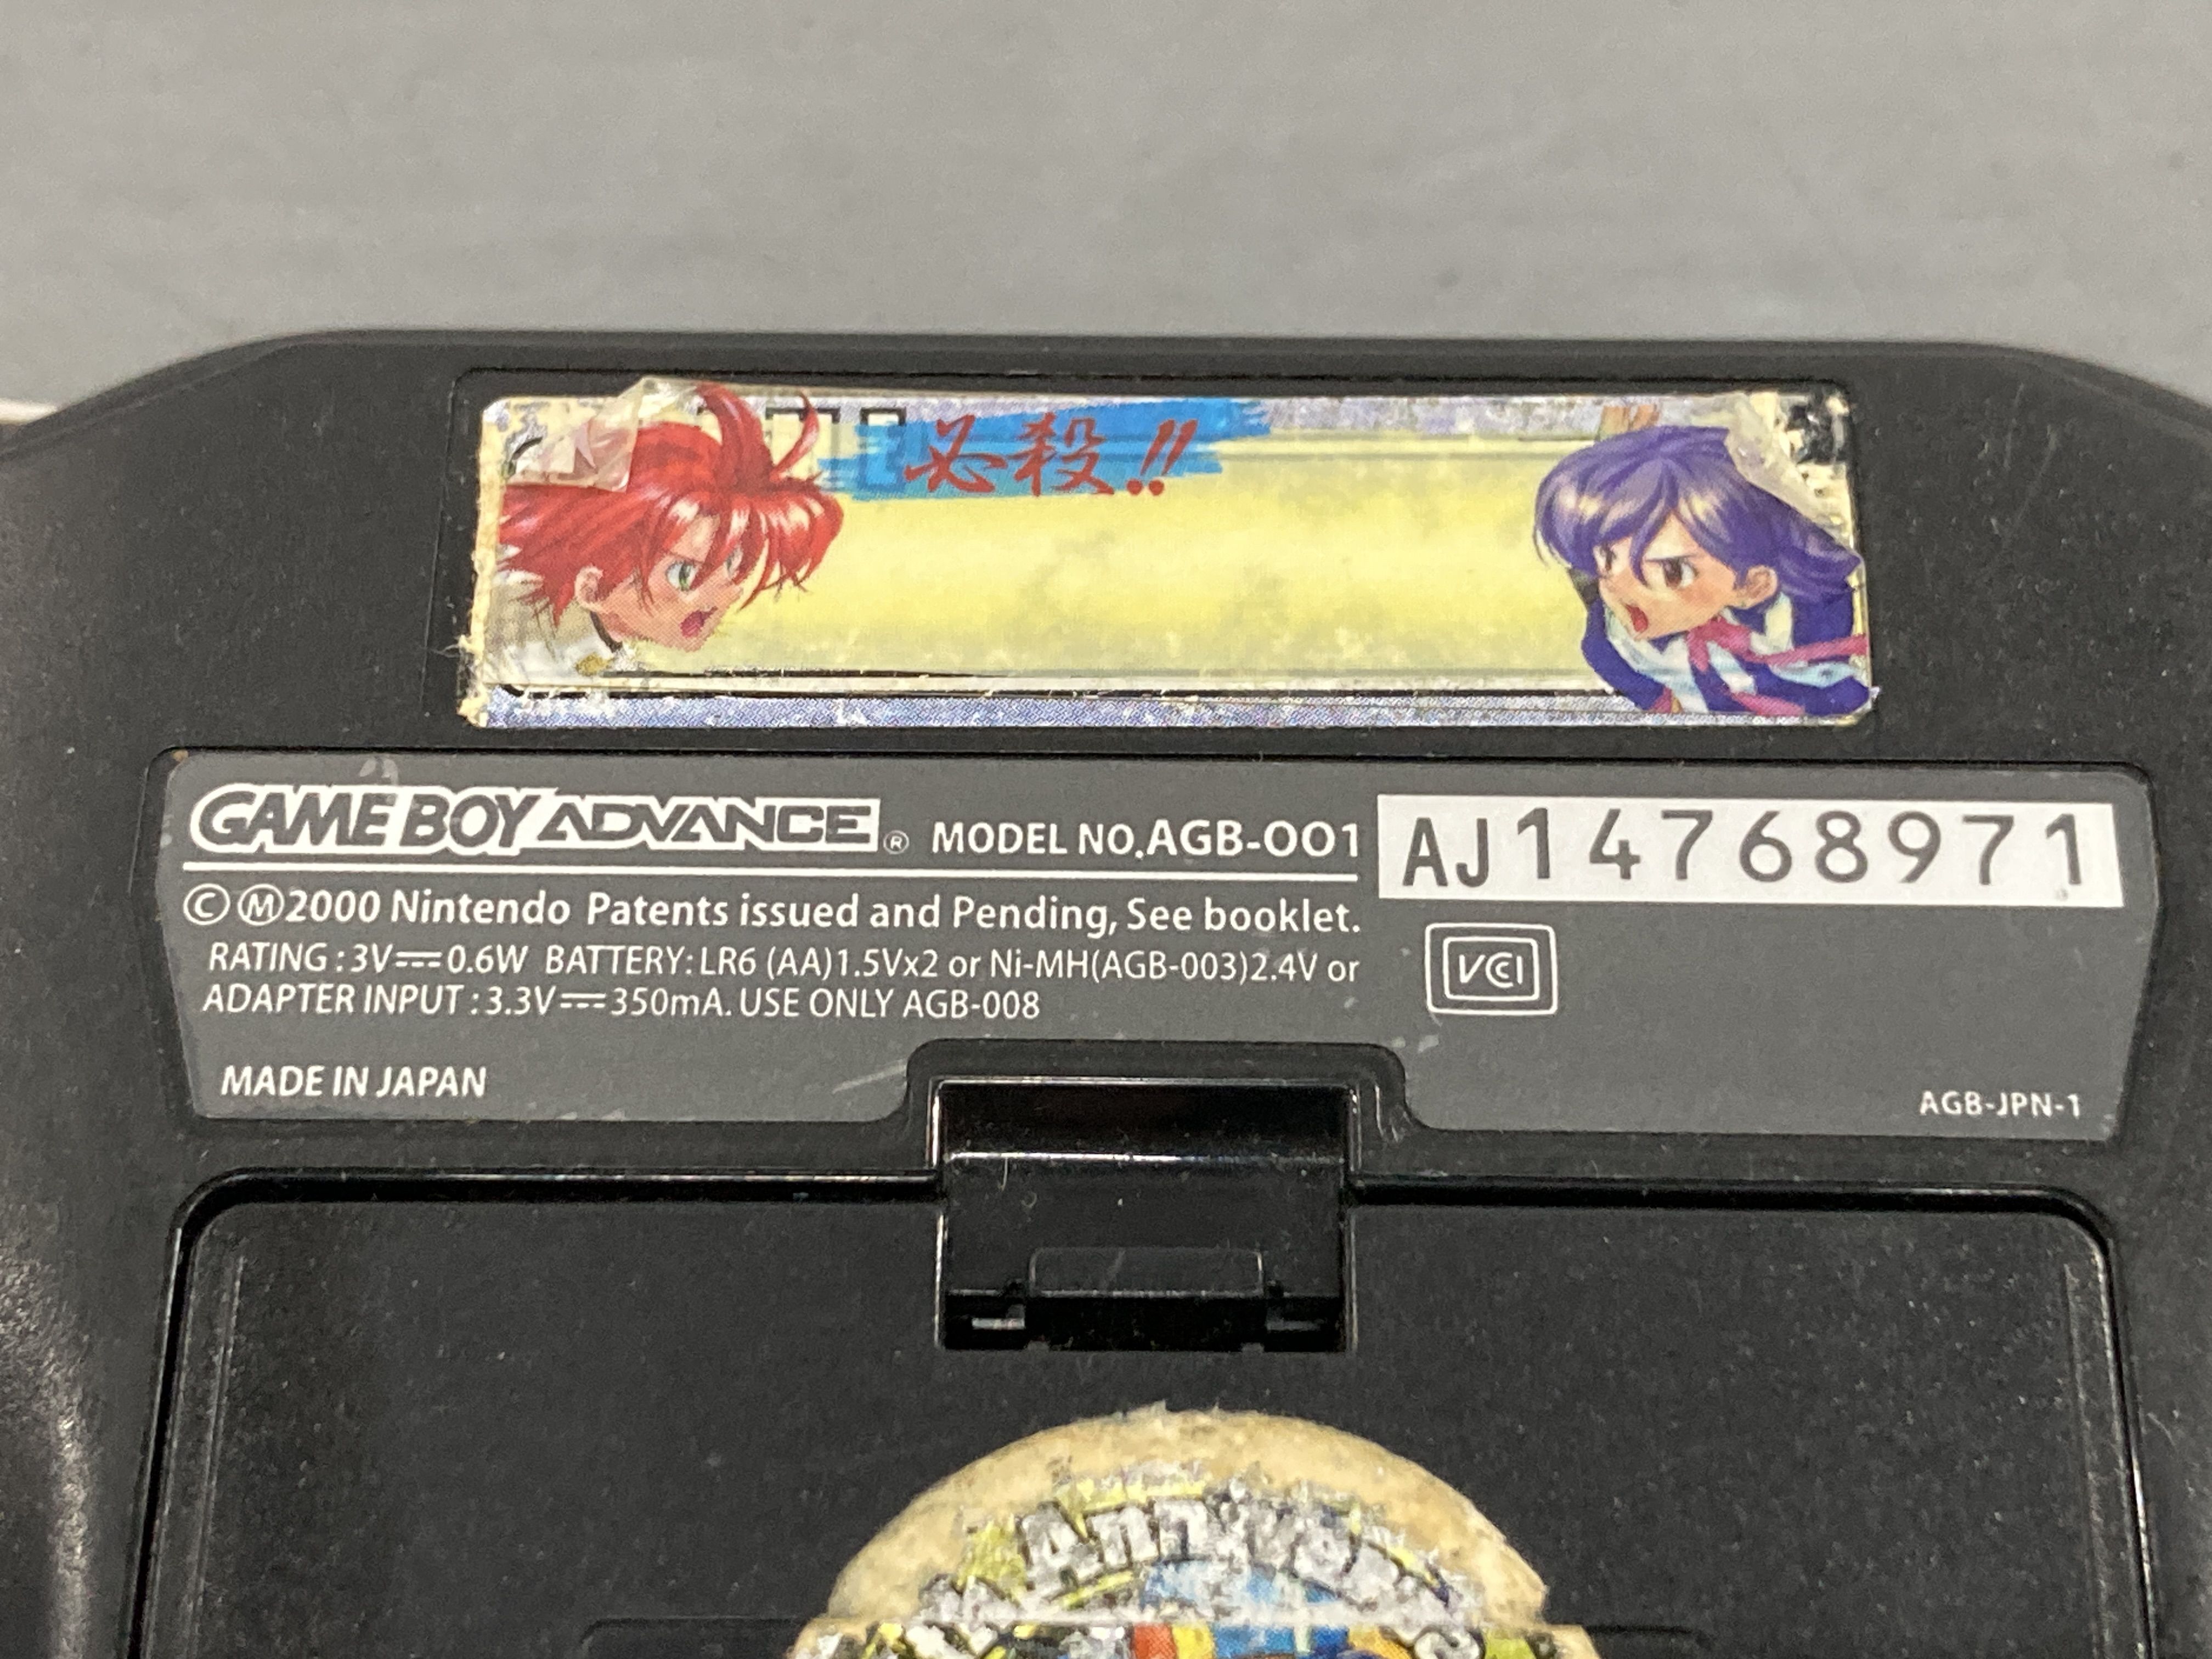 必殺!!
GAME BOY ADVANCE® MODEL NO.AGB-001
AJ14768971
©Ⓜ2000 Nintendo Patents issued and Pending, See booklet.
RATING : 3V⎓0.6W BATTERY: LR6 (AA)1.5Vx2 or Ni-MH(AGB-003)2.4V or
ADAPTER INPUT : 3.3V⎓350mA. USE ONLY AGB-008
VCCI
MADE IN JAPAN
AGB-JPN-1